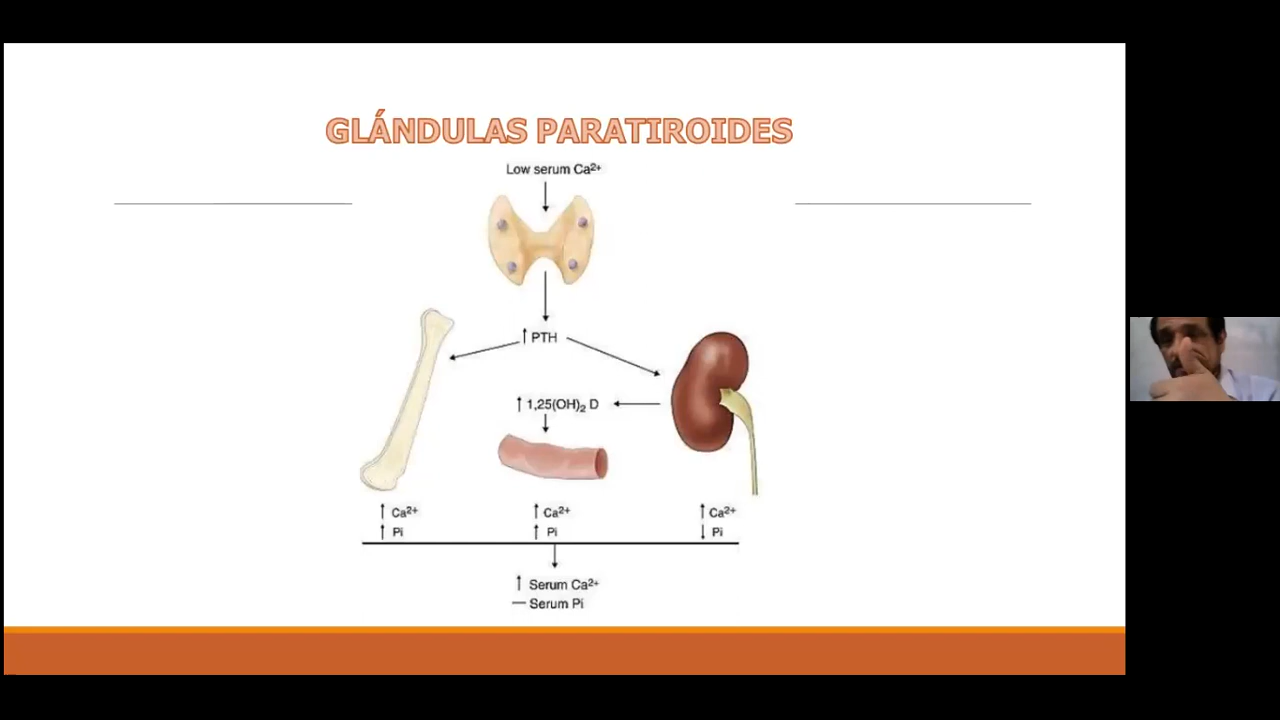 GLÁNDULAS PARATIROIDES
Low serum Ca²⁺
↑ PTH
↑ 1,25(OH)₂ D
↑ Ca²⁺
↑ Pi
↑ Ca²⁺
↑ Pi
↑ Ca²⁺
↓ Pi
↑ Serum Ca²⁺
— Serum Pi